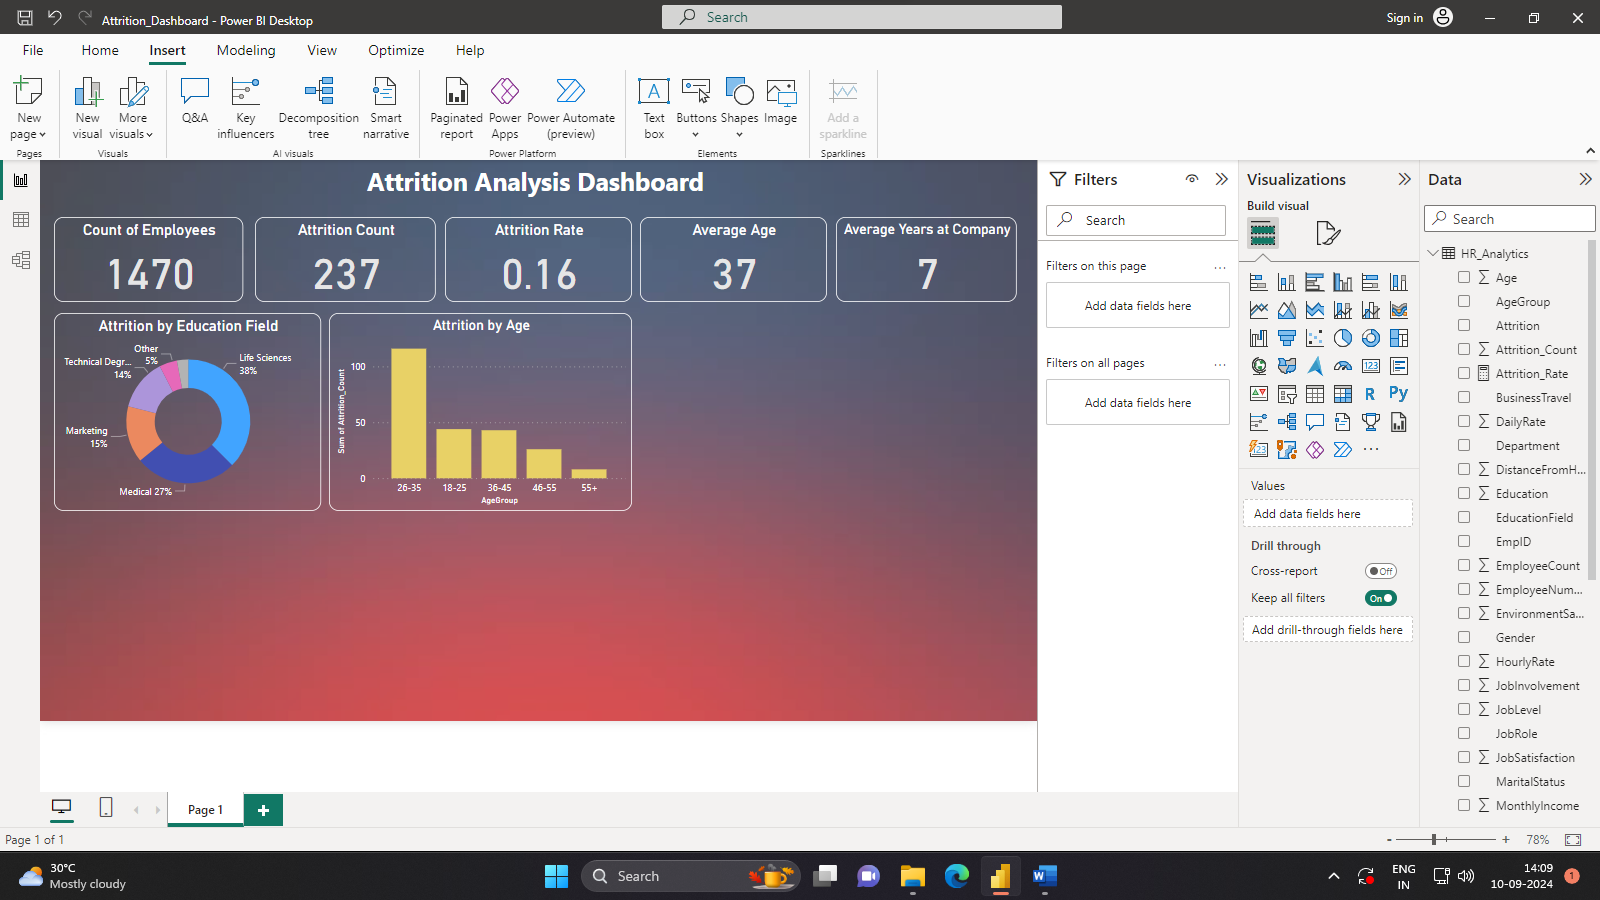 Attrition_Dashboard - Power BI Desktop
Search
Sign in
File Home Insert Modeling View Optimize Help
New page
New visual
More visuals
Q&A
Key influencers
Decomposition tree
Smart narrative
Paginated report
Power Apps
Power Automate (preview)
Text box
Buttons
Shapes
Image
Add a sparkline
Pages
Visuals
AI visuals
Power Platform
Elements
Sparklines
Attrition Analysis Dashboard
Count of Employees
1470
Attrition Count
237
Attrition Rate
0.16
Average Age
37
Average Years at Company
7
Attrition by Education Field
Other
5%
Life Sciences
38%
Technical Degr...
14%
Marketing
15%
Medical 27%
Attrition by Age
Sum of Attrition_Count
100
50
0
26-35 18-25 36-45 46-55 55+
AgeGroup
Filters
Search
Filters on this page
...
Add data fields here
Filters on all pages
...
Add data fields here
Visualizations
Build visual
123
R
Py
123
...
Values
Add data fields here
Drill through
Cross-report
Off
Keep all filters
On
Add drill-through fields here
Data
Search
HR_Analytics
Age
AgeGroup
Attrition
Attrition_Count
Attrition_Rate
BusinessTravel
DailyRate
Department
DistanceFromH...
Education
EducationField
EmpID
EmployeeCount
EmployeeNum...
EnvironmentSa...
Gender
HourlyRate
JobInvolvement
JobLevel
JobRole
JobSatisfaction
MaritalStatus
MonthlyIncome
Page 1
+
Page 1 of 1
- + 78%
30°C
Mostly cloudy
Search
ENG
IN
14:09
10-09-2024
1